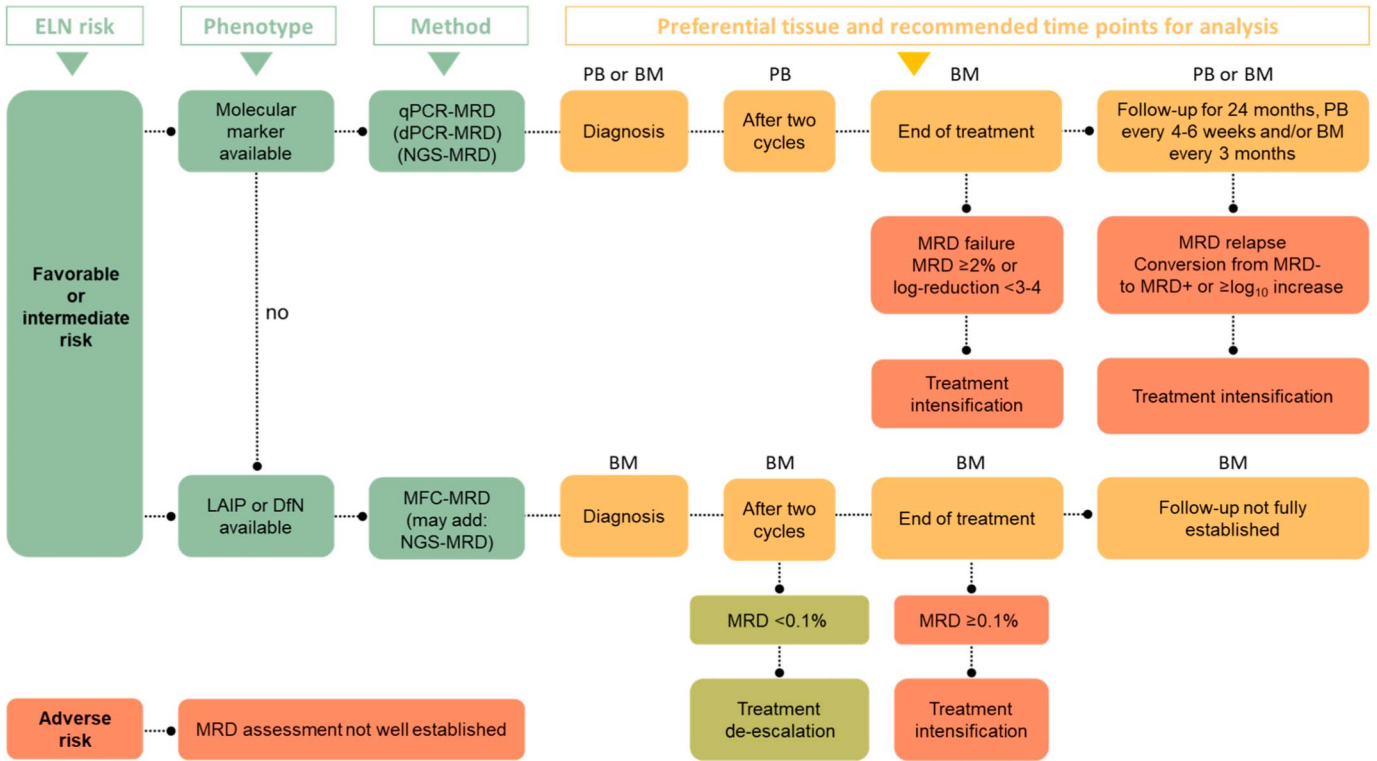 ELN risk
Phenotype
Method
Preferential tissue and recommended time points for analysis
PB or BM
PB
BM
PB or BM
Molecular
marker
available
qPCR-MRD
(dPCR-MRD)
(NGS-MRD)
Diagnosis
After two
cycles
End of treatment
Follow-up for 24 months, PB
every 4-6 weeks and/or BM
every 3 months
Favorable
or
intermediate
risk
no
MRD failure
MRD ≥2% or
log-reduction <3-4
MRD relapse
Conversion from MRD-
to MRD+ or ≥log₁₀ increase
Treatment
intensification
Treatment intensification
BM
BM
BM
BM
LAIP or DfN
available
MFC-MRD
(may add:
NGS-MRD)
Diagnosis
After two
cycles
End of treatment
Follow-up not fully
established
MRD <0.1%
MRD ≥0.1%
Treatment
de-escalation
Treatment
intensification
Adverse
risk
MRD assessment not well established